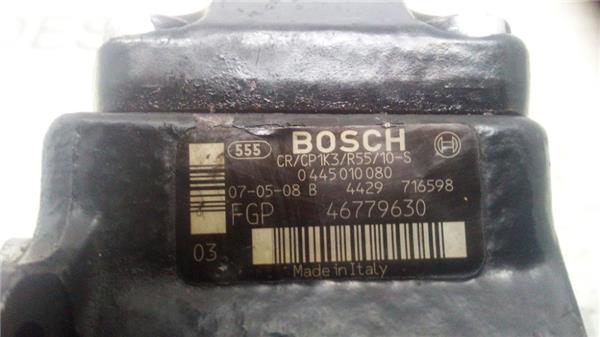 555 BOSCH
CR/CP1K3/R55/10-S
0 445 010 080
07-05-08 B 4429 716598
FGP 46779630
03
Made in Italy